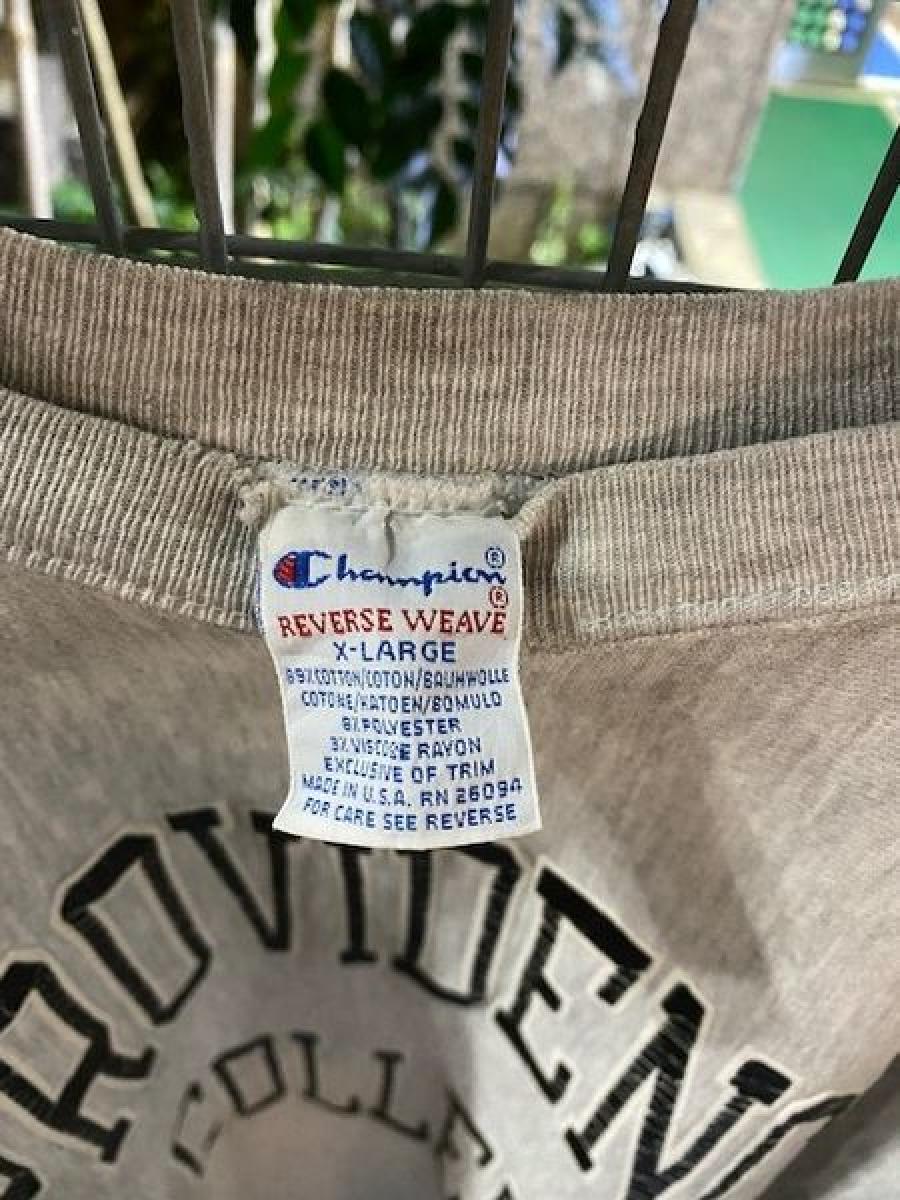 Champion®
REVERSE WEAVE®
X-LARGE
89% COTTON/COTON/BAUMWOLLE
COTONE/KATOEN/BOMULD
8% POLYESTER
3% VISCOSE RAYON
EXCLUSIVE OF TRIM
MADE IN U.S.A. RN 26094
FOR CARE SEE REVERSE
PROVIDENC
COLLE